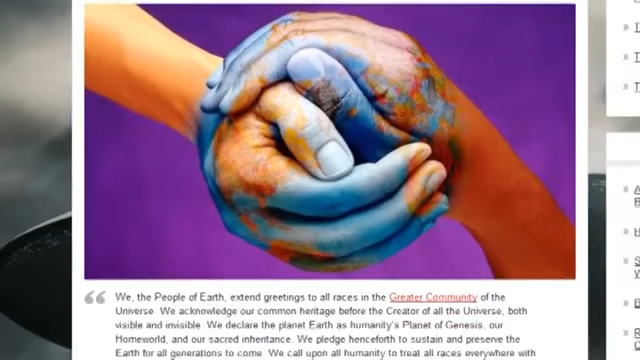 We, the People of Earth, extend greetings to all races in the Greater Community of the
Universe. We acknowledge our common heritage before the Creator of all the Universe, both
visible and invisible. We declare the planet Earth as humanity's Planet of Genesis, our
Homeworld, and our sacred inheritance. We pledge henceforth to sustain and preserve the
Earth for all generations to come. We call upon all humanity to treat all races everywhere with